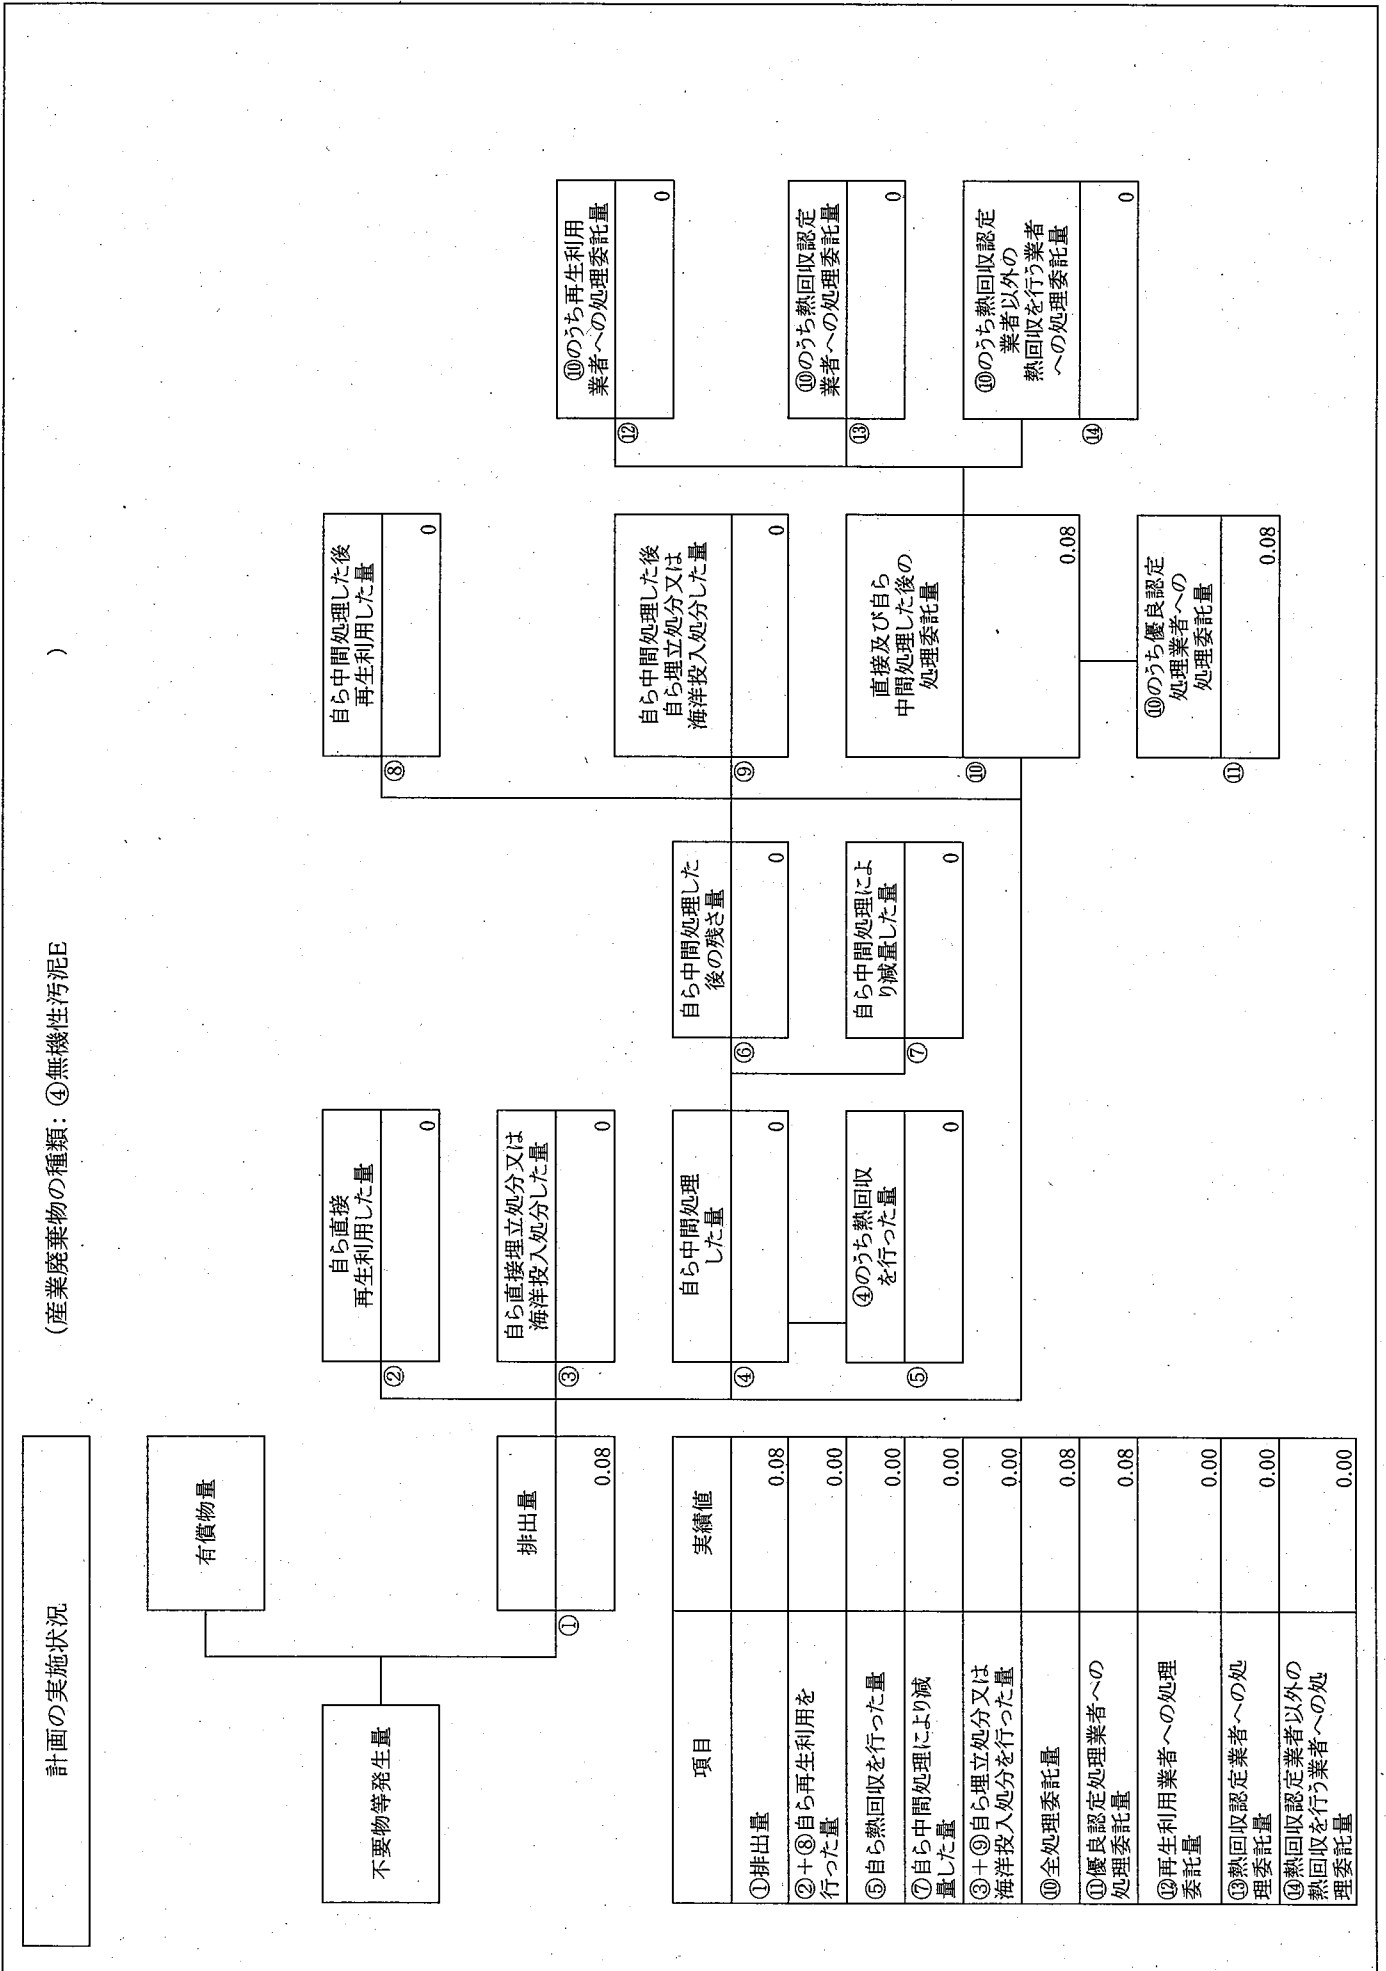 計画の実施状況
(産業廃棄物の種類：④無機性汚泥E
)
不要物等発生量
有償物量
①
排出量
0.08
②
自ら直接
再生利用した量
0
③
自ら直接埋立処分又は
海洋投入処分した量
0
④
自ら中間処理
した量
0
⑤
④のうち熱回収
を行った量
0
⑥
自ら中間処理した
後の残さ量
0
⑦
自ら中間処理によ
り減量した量
0
⑧
自ら中間処理した後
再生利用した量
0
⑨
自ら中間処理した後
自ら埋立処分又は
海洋投入処分した量
0
⑩
直接及び自ら
中間処理した後の
処理委託量
0.08
⑪
⑩のうち優良認定
処理業者への
処理委託量
0.08
⑫
⑩のうち再生利用
業者への処理委託量
0
⑬
⑩のうち熱回収認定
業者への処理委託量
0
⑭
⑩のうち熱回収認定
業者以外の
熱回収を行う業者
への処理委託量
0
項目 実績値
①排出量 0.08
②+⑧自ら再生利用を
行った量 0.00
⑤自ら熱回収を行った量 0.00
⑦自ら中間処理により減
量した量 0.00
③+⑨自ら埋立処分又は
海洋投入処分を行った量 0.00
⑩全処理委託量 0.08
⑪優良認定処理業者への
処理委託量 0.08
⑫再生利用業者への処理
委託量 0.00
⑬熱回収認定業者への処
理委託量 0.00
⑭熱回収認定業者以外の
熱回収を行う業者への処
理委託量 0.00